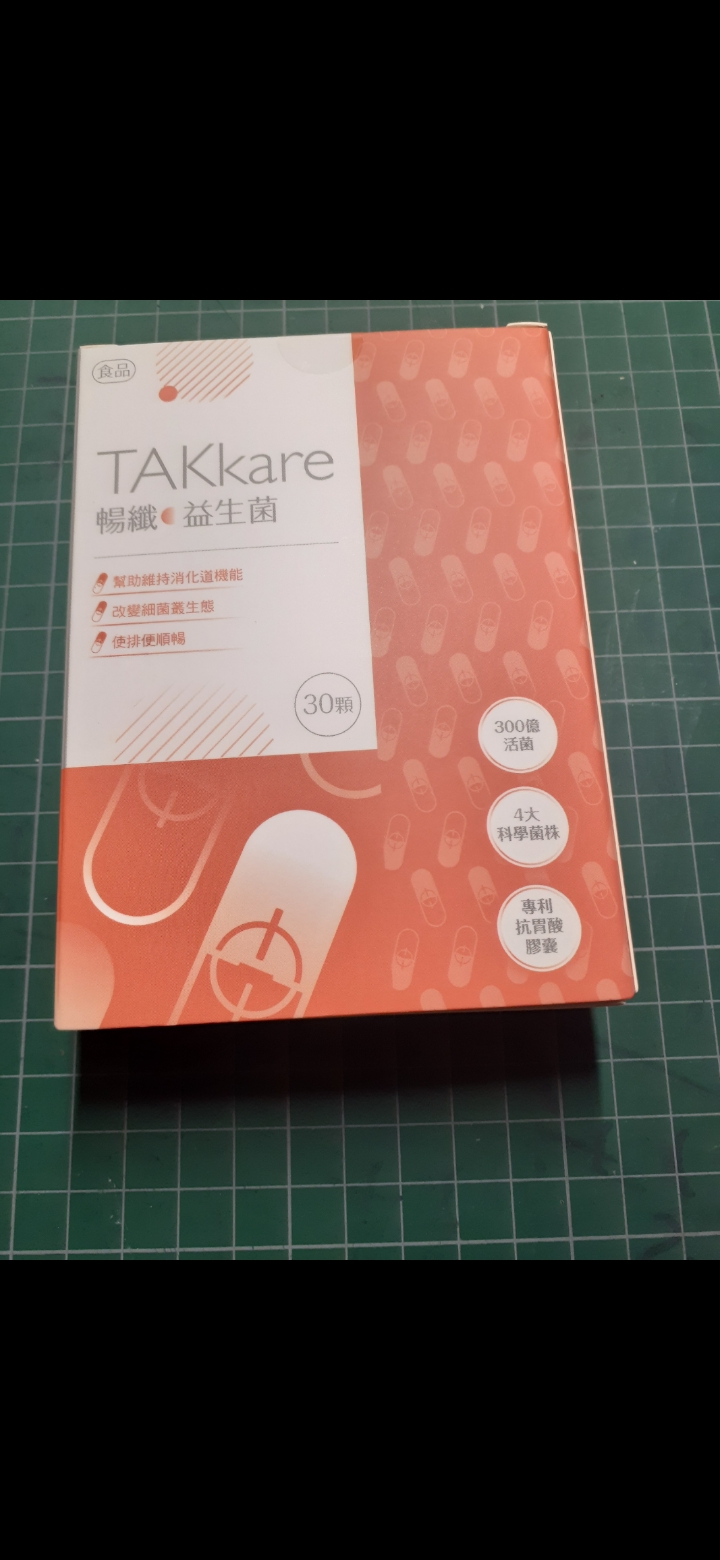 食品
TAKkare
暢纖 益生菌
幫助維持消化道機能
改變細菌叢生態
使排便順暢
30顆
300億
活菌
4大
科學菌株
專利
抗胃酸
膠囊